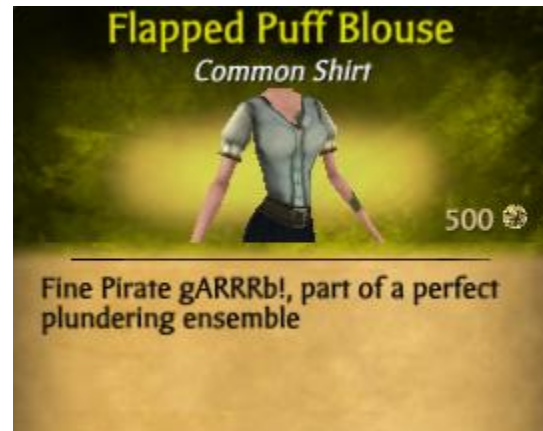 Flapped Puff Blouse
Common Shirt
500
Fine Pirate gARRRb!, part of a perfect
plundering ensemble